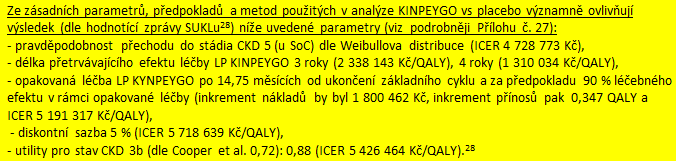 Ze zásadních parametrů, předpokladů a metod použitých v analýze KINPEYGO vs placebo významně ovlivňují
výsledek (dle hodnotící zprávy SUKLu²⁸) níže uvedené parametry (viz podrobněji Přílohu č. 27):
- pravděpodobnost přechodu do stádia CKD 5 (u SoC) dle Weibullova distribuce (ICER 4 728 773 Kč),
- délka přetrvávajícího efektu léčby LP KINPEYGO 3 roky (2 338 143 Kč/QALY), 4 roky (1 310 034 Kč/QALY),
- opakovaná léčba LP KYNPEYGO po 14,75 měsících od ukončení základního cyklu a za předpokladu 90 % léčebného
efektu v rámci opakované léčby (inkrement nákladů by byl 1 800 462 Kč, inkrement přínosů pak 0,347 QALY a
ICER 5 191 317 Kč/QALY),
- diskontní sazba 5 % (ICER 5 718 639 Kč/QALY),
- utility pro stav CKD 3b (dle Cooper et al. 0,72): 0,88 (ICER 5 426 464 Kč/QALY).²⁸